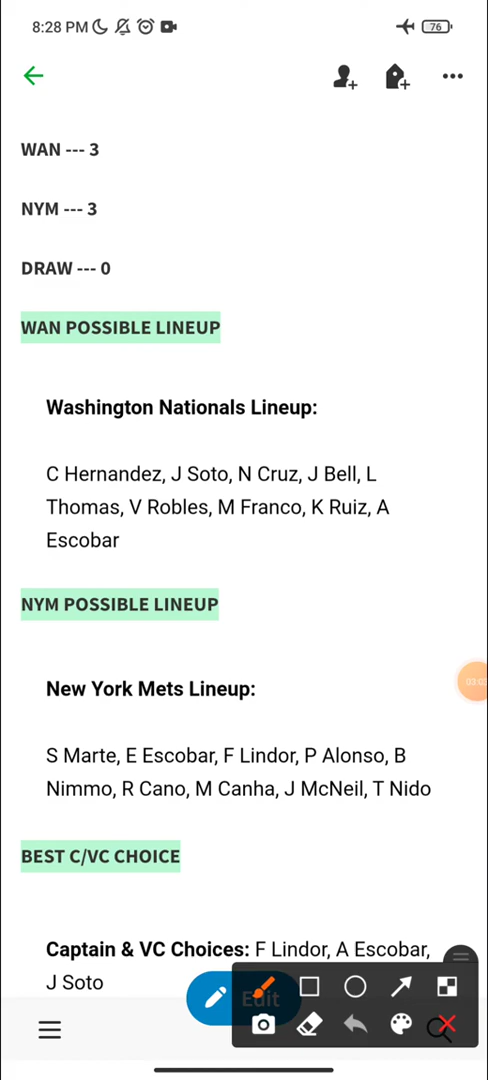 8:28 PM
76
WAN --- 3
NYM --- 3
DRAW --- 0
WAN POSSIBLE LINEUP
Washington Nationals Lineup:
C Hernandez, J Soto, N Cruz, J Bell, L
Thomas, V Robles, M Franco, K Ruiz, A
Escobar
NYM POSSIBLE LINEUP
New York Mets Lineup:
S Marte, E Escobar, F Lindor, P Alonso, B
Nimmo, R Cano, M Canha, J McNeil, T Nido
BEST C/VC CHOICE
Captain & VC Choices: F Lindor, A Escobar,
J Soto
Edit